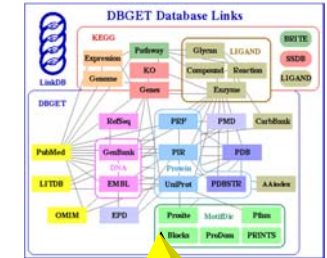 DBGET Database Links
KEGG
Pathway
Glycan
LIGAND
BRITE
Expression
KO
Compound
Reaction
SSDB
LinkDB
Genome
Genes
Enzyme
LIGAND
DBGET
RefSeq
PRF
PMD
CarbBank
PubMed
GenBank
PIR
PDB
DNA
Protein
LITDB
EMBL
UniProt
PDBSTR
AAindex
OMIM
EPD
Prosite
MotifDic
Pfam
Blocks
ProDom
PRINTS